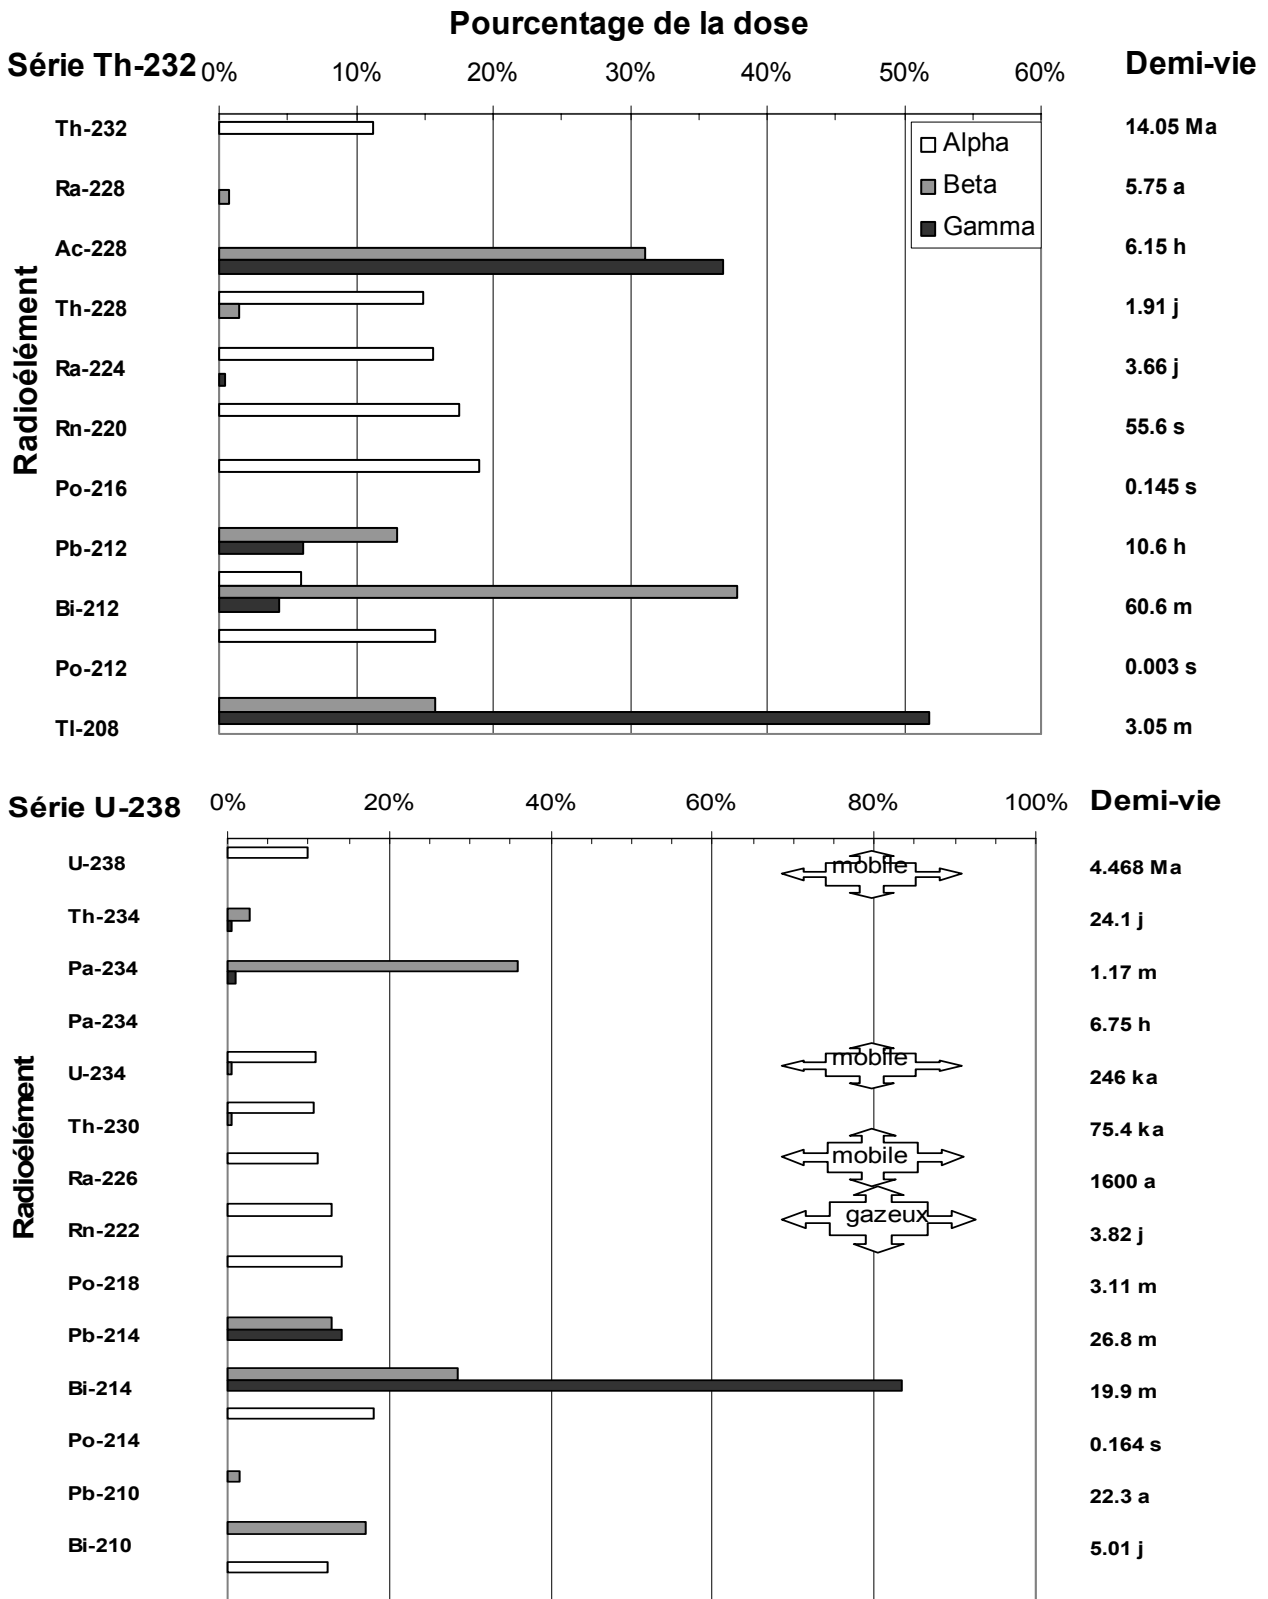 Pourcentage de la dose
Série Th-232 0% 10% 20% 30% 40% 50% 60% Demi-vie
Radioélément
Alpha
Beta
Gamma
Th-232 14.05 Ma
Ra-228 5.75 a
Ac-228 6.15 h
Th-228 1.91 j
Ra-224 3.66 j
Rn-220 55.6 s
Po-216 0.145 s
Pb-212 10.6 h
Bi-212 60.6 m
Po-212 0.003 s
Tl-208 3.05 m
Série U-238 0% 20% 40% 60% 80% 100% Demi-vie
Radioélément
U-238 mobile 4.468 Ma
Th-234 24.1 j
Pa-234 1.17 m
Pa-234 6.75 h
U-234 mobile 246 ka
Th-230 75.4 ka
Ra-226 mobile 1600 a
Rn-222 gazeux 3.82 j
Po-218 3.11 m
Pb-214 26.8 m
Bi-214 19.9 m
Po-214 0.164 s
Pb-210 22.3 a
Bi-210 5.01 j